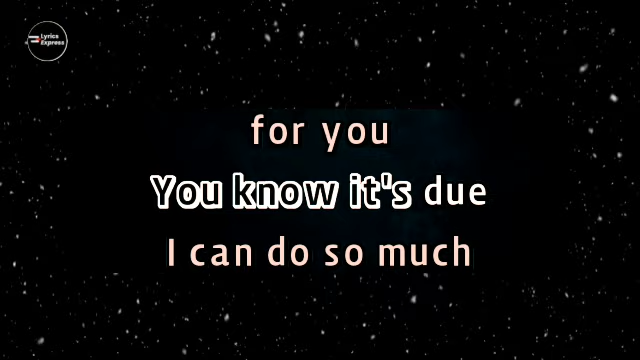 Lyrics
Express
for you
You know it's due
I can do so much